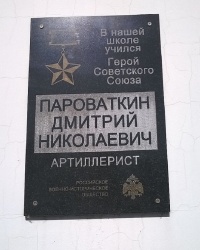 В нашей
школе
учился
Герой
Советского
Союза
ПАРОВАТКИН
ДМИТРИЙ
НИКОЛАЕВИЧ
АРТИЛЛЕРИСТ
РОССИЙСКОЕ
ВОЕННО-ИСТОРИЧЕСКОЕ
ОБЩЕСТВО